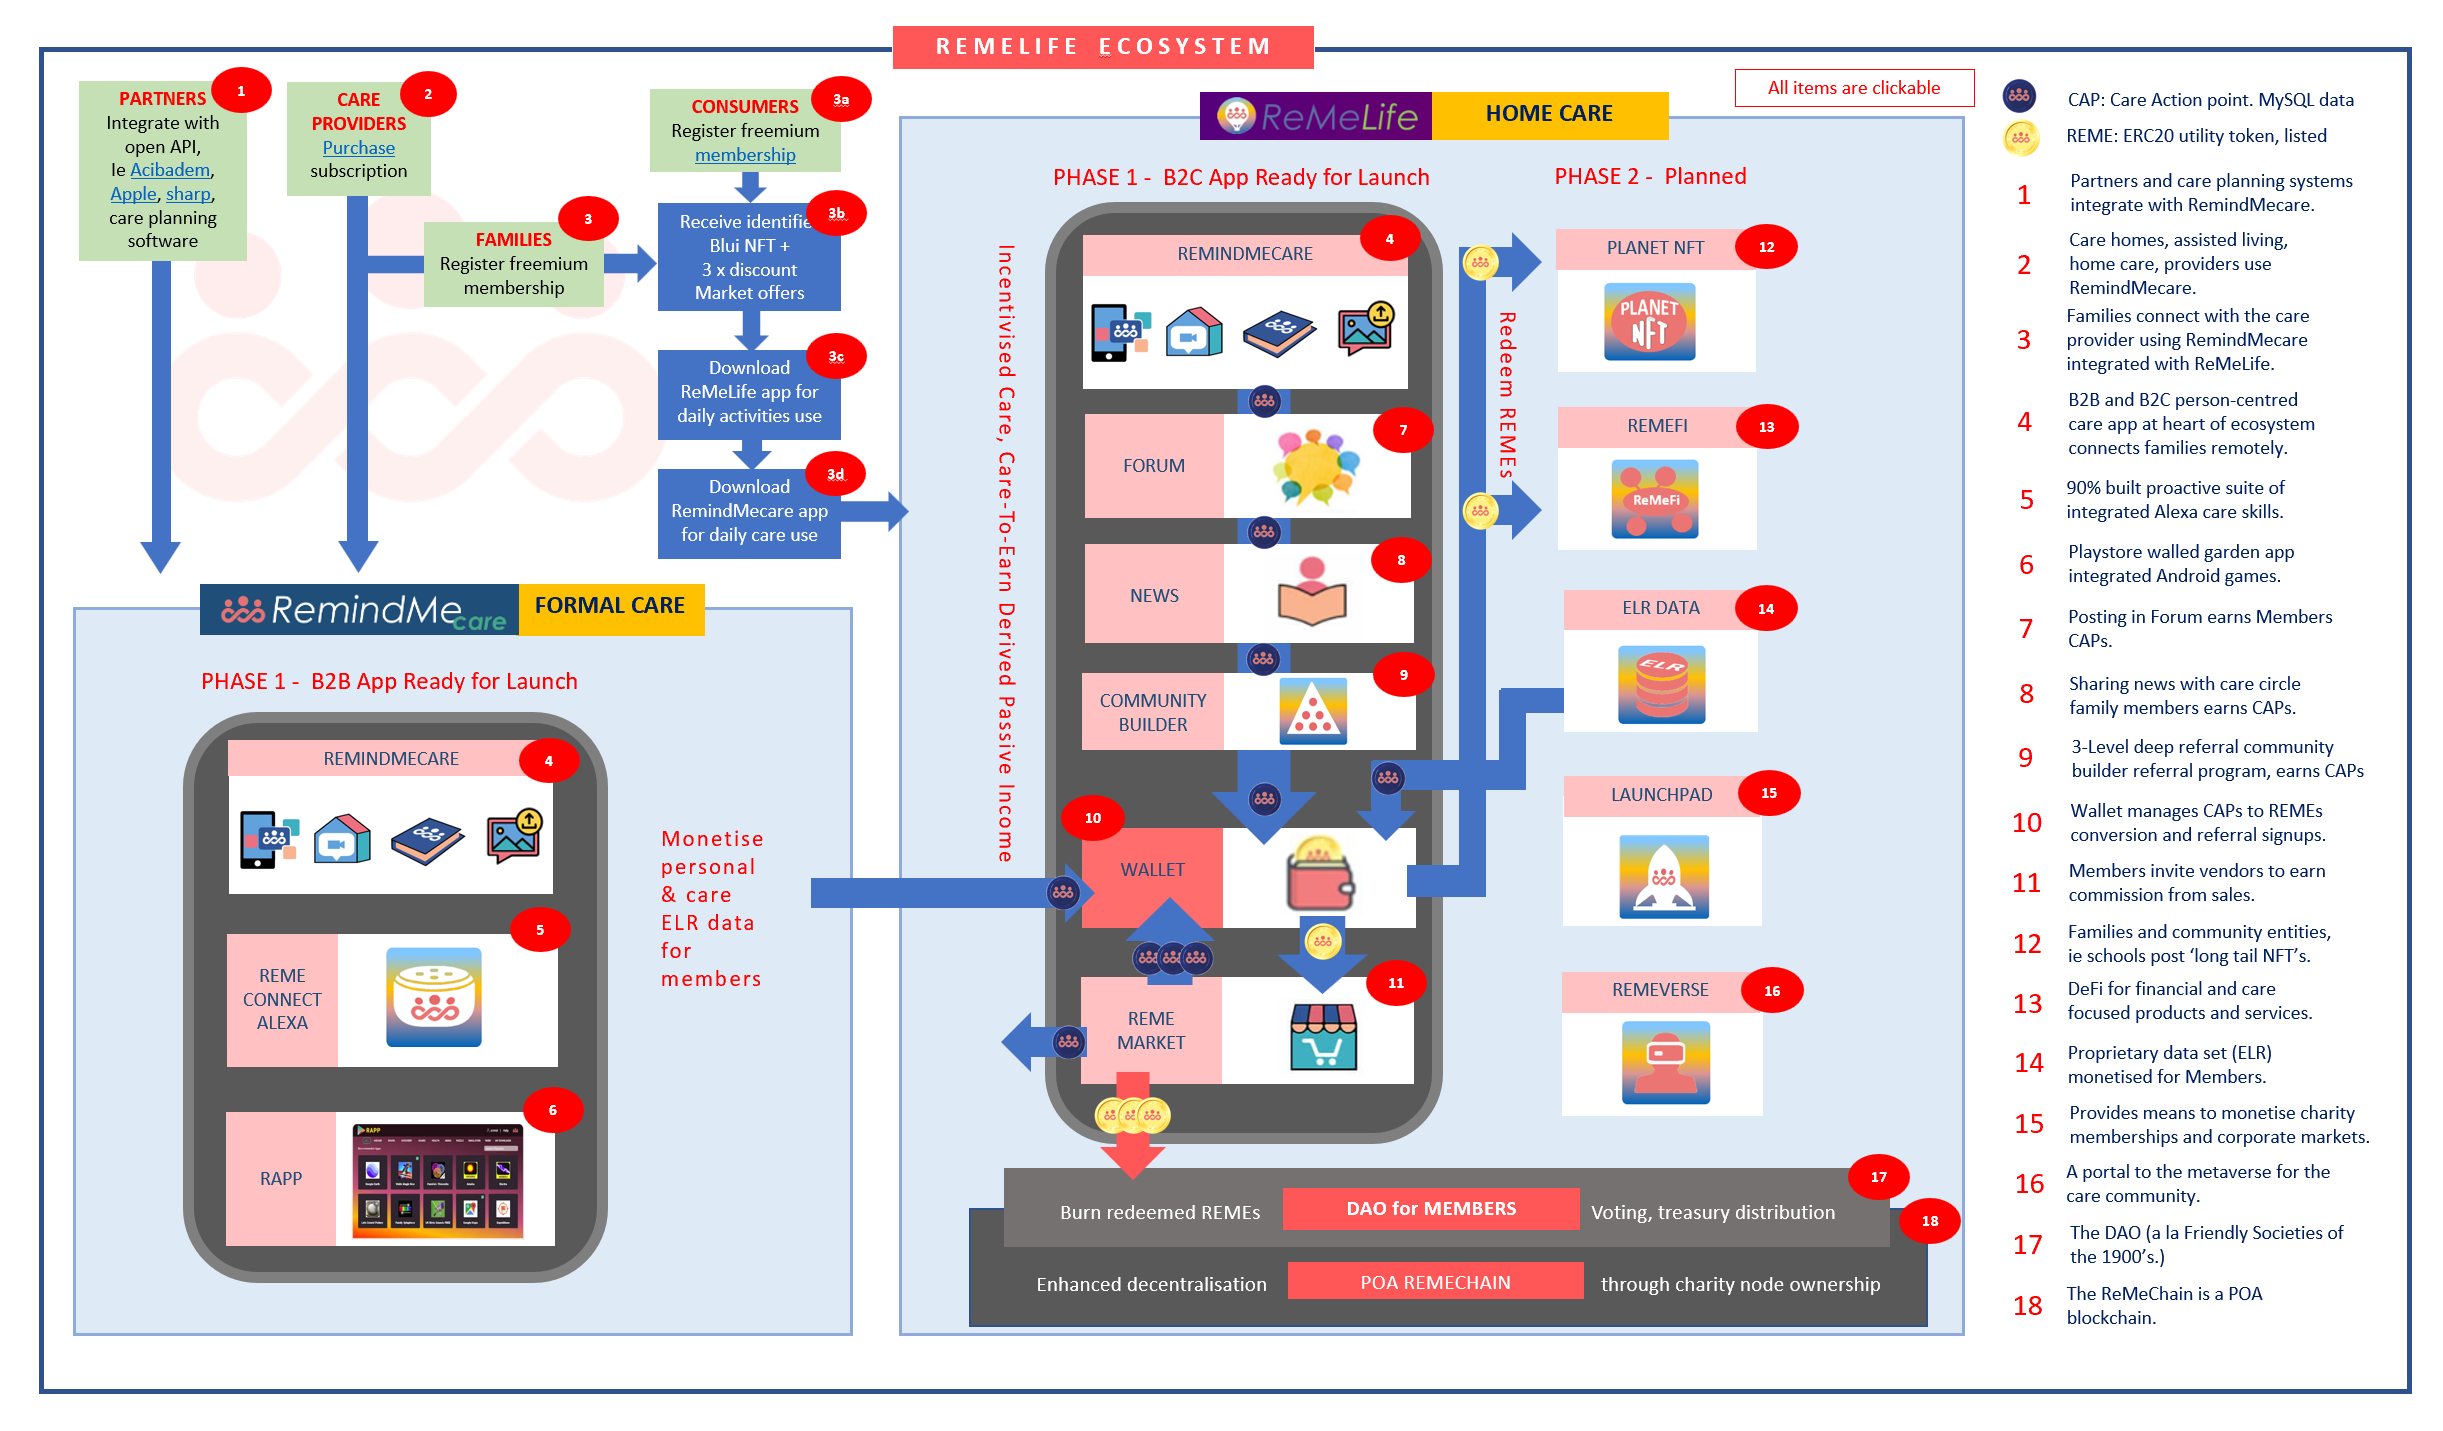 REMELIFE ECOSYSTEM
PARTNERS
Integrate with
open API,
Ie Acibadem,
Apple, sharp,
care planning
software
1
CARE
PROVIDERS
Purchase
subscription
2
FAMILIES
Register freemium
membership
3
CONSUMERS
Register freemium
membership
3a
Receive identifie
Blui NFT +
3 x discount
Market offers
3b
Download
ReMeLife app for
daily activities use
3c
Download
RemindMecare app
for daily care use
3d
RemindMecare
FORMAL CARE
PHASE 1 - B2B App Ready for Launch
REMINDMECARE
4
REME
CONNECT
ALEXA
5
RAPP
6
RAPP
Monetise
personal
& care
ELR data
for
members
ReMeLife
HOME CARE
All items are clickable
PHASE 1 - B2C App Ready for Launch
PHASE 2 - Planned
Incentivised Care, Care-To-Earn Derived Passive Income
REMINDMECARE
4
FORUM
7
NEWS
8
COMMUNITY
BUILDER
9
10
WALLET
REME
MARKET
11
Redeem REMEs
PLANET NFT
12
PLANET
NFT
REMEFI
13
ReMeFi
ELR DATA
14
ELR
LAUNCHPAD
15
REMEVERSE
16
Burn redeemed REMEs
DAO for MEMBERS
Voting, treasury distribution
17
Enhanced decentralisation
POA REMECHAIN
through charity node ownership
18
CAP: Care Action point. MySQL data
REME: ERC20 utility token, listed
1
Partners and care planning systems
integrate with RemindMecare.
2
Care homes, assisted living,
home care, providers use
RemindMecare.
3
Families connect with the care
provider using RemindMecare
integrated with ReMeLife.
4
B2B and B2C person-centred
care app at heart of ecosystem
connects families remotely.
5
90% built proactive suite of
integrated Alexa care skills.
6
Playstore walled garden app
integrated Android games.
7
Posting in Forum earns Members
CAPs.
8
Sharing news with care circle
family members earns CAPs.
9
3-Level deep referral community
builder referral program, earns CAPs
10
Wallet manages CAPs to REMEs
conversion and referral signups.
11
Members invite vendors to earn
commission from sales.
12
Families and community entities,
ie schools post ‘long tail NFT’s.
13
DeFi for financial and care
focused products and services.
14
Proprietary data set (ELR)
monetised for Members.
15
Provides means to monetise charity
memberships and corporate markets.
16
A portal to the metaverse for the
care community.
17
The DAO (a la Friendly Societies of
the 1900’s.)
18
The ReMeChain is a POA
blockchain.